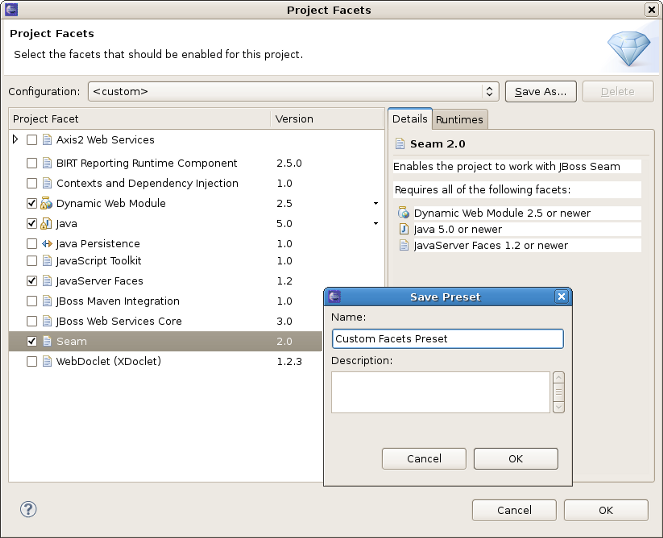 Project Facets
Project Facets
Select the facets that should be enabled for this project.
Configuration: <custom> Save As... Delete
Project Facet Version
Axis2 Web Services
BIRT Reporting Runtime Component 2.5.0
Contexts and Dependency Injection 1.0
Dynamic Web Module 2.5
Java 5.0
Java Persistence 1.0
JavaScript Toolkit 1.0
JavaServer Faces 1.2
JBoss Maven Integration 1.0
JBoss Web Services Core 3.0
Seam 2.0
WebDoclet (XDoclet) 1.2.3
Details Runtimes
Seam 2.0
Enables the project to work with JBoss Seam
Requires all of the following facets:
Dynamic Web Module 2.5 or newer
Java 5.0 or newer
JavaServer Faces 1.2 or newer
Save Preset
Name:
Custom Facets Preset
Description:
Cancel OK
? Cancel OK